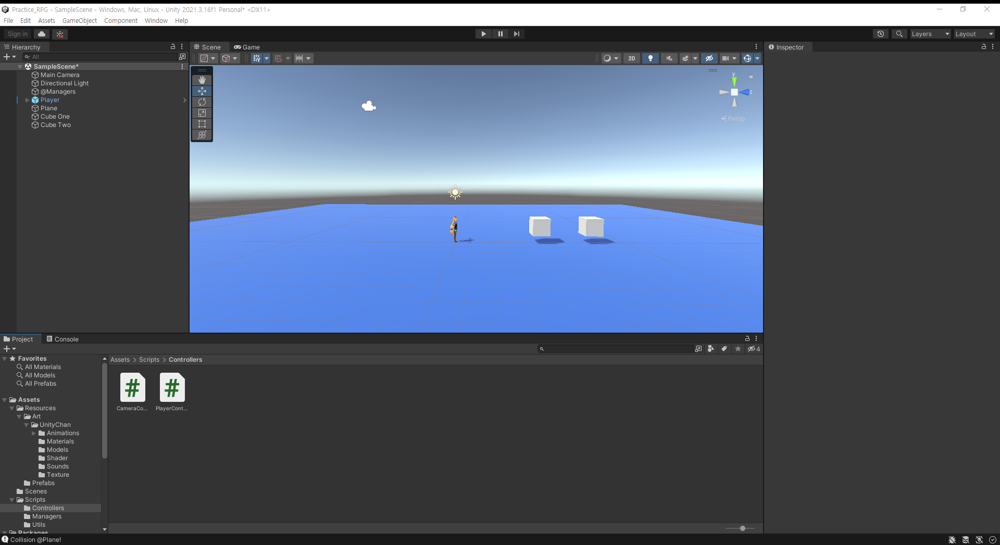 Practice_RPG - SampleScene - Windows, Mac, Linux - Unity 2021.3.16f1 Personal* <DX11>
File Edit Assets GameObject Component Window Help
Sign in Layers Layout
Hierarchy
All
SampleScene*
Main Camera
Directional Light
@Managers
Player
Plane
Cube One
Cube Two
Scene Game
2D
y
z
Persp
Inspector
Project Console
4
Favorites
All Materials
All Models
All Prefabs
Assets
Resources
Art
UnityChan
Animations
Materials
Models
Shader
Sounds
Texture
Prefabs
Scenes
Scripts
Controllers
Managers
Utils
Packages
Assets > Scripts > Controllers
# #
CameraCo... PlayerCont...
Collision @Plane!